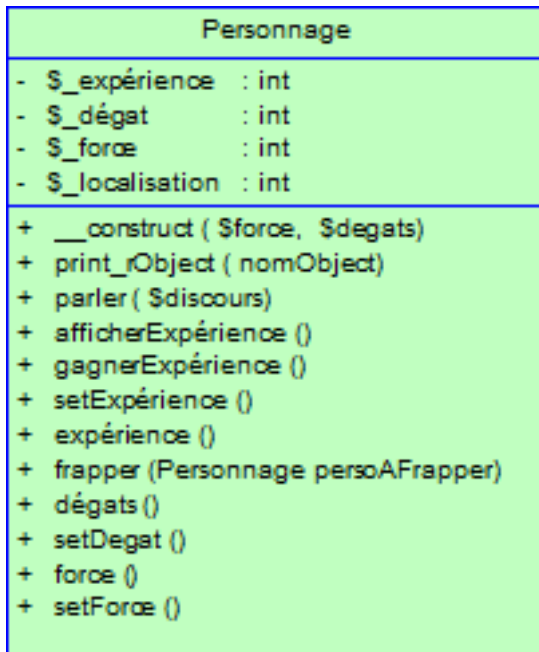 Personnage
- $_expérience : int
- $_dégat : int
- $_force : int
- $_localisation : int
+ __construct ( $force, $degats)
+ print_rObject ( nomObject)
+ parler ( $discours)
+ afficherExpérience ()
+ gagnerExpérience ()
+ setExpérience ()
+ expérience ()
+ frapper (Personnage persoAFrapper)
+ dégats ()
+ setDegat ()
+ force ()
+ setForce ()